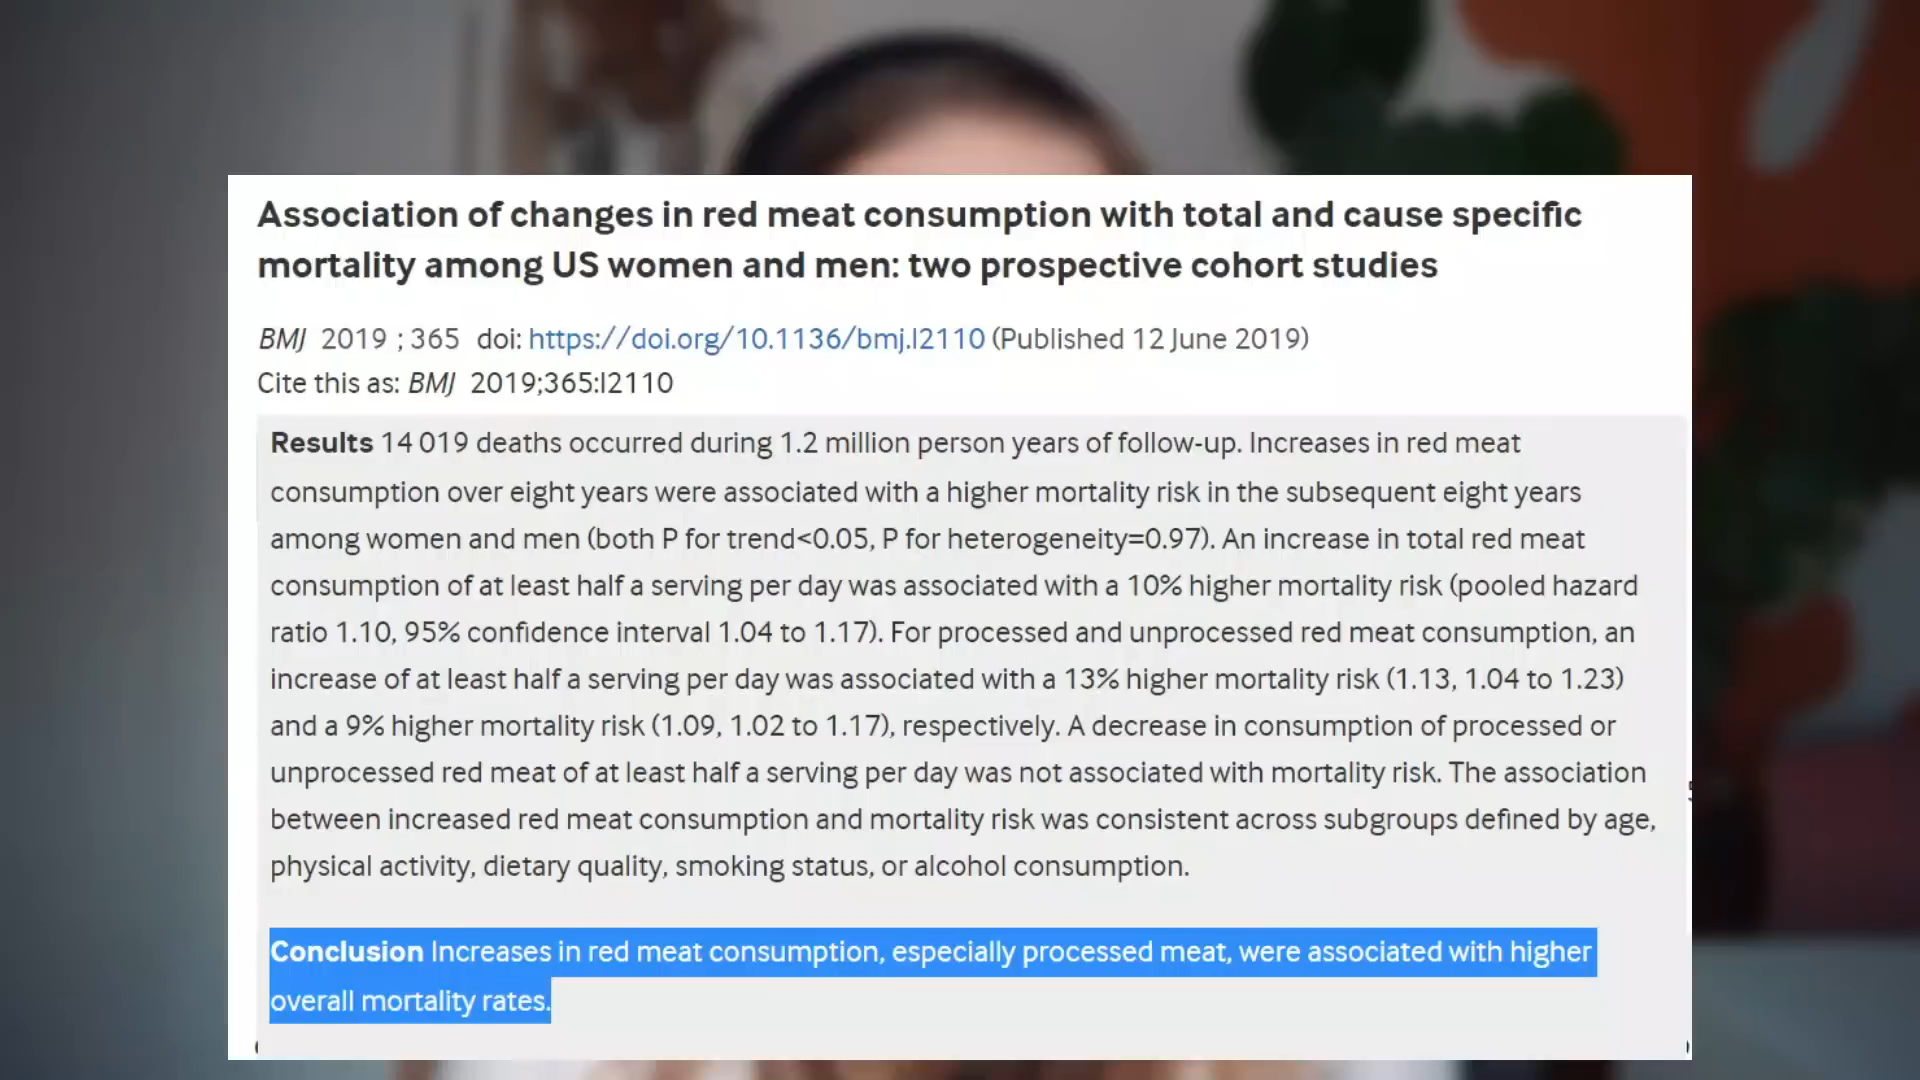 Association of changes in red meat consumption with total and cause specific
mortality among US women and men: two prospective cohort studies
BMJ 2019 ; 365 doi: https://doi.org/10.1136/bmj.l2110 (Published 12 June 2019)
Cite this as: BMJ 2019;365:l2110
Results 14 019 deaths occurred during 1.2 million person years of follow-up. Increases in red meat
consumption over eight years were associated with a higher mortality risk in the subsequent eight years
among women and men (both P for trend<0.05, P for heterogeneity=0.97). An increase in total red meat
consumption of at least half a serving per day was associated with a 10% higher mortality risk (pooled hazard
ratio 1.10, 95% confidence interval 1.04 to 1.17). For processed and unprocessed red meat consumption, an
increase of at least half a serving per day was associated with a 13% higher mortality risk (1.13, 1.04 to 1.23)
and a 9% higher mortality risk (1.09, 1.02 to 1.17), respectively. A decrease in consumption of processed or
unprocessed red meat of at least half a serving per day was not associated with mortality risk. The association
between increased red meat consumption and mortality risk was consistent across subgroups defined by age,
physical activity, dietary quality, smoking status, or alcohol consumption.
Conclusion Increases in red meat consumption, especially processed meat, were associated with higher
overall mortality rates.